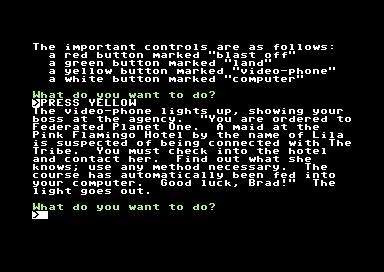 The important controls are as follows:
a red button marked "blast off"
a green button marked "land"
a yellow button marked "video-phone"
a white button marked "computer"
What do you want to do?
>PRESS YELLOW
The video-phone lights up, showing your
boss at the agency.  "You are ordered to
Federated Planet One.  A maid at the
Pink Flamingo Hotel by the name of Lila
is suspected of being connected with The
Tribe.  You must check into the hotel
and contact her.  Find out what she
knows; use any method necessary.  The
course has automatically been fed into
your computer.  Good luck, Brad!"  The
light goes out.
What do you want to do?
>